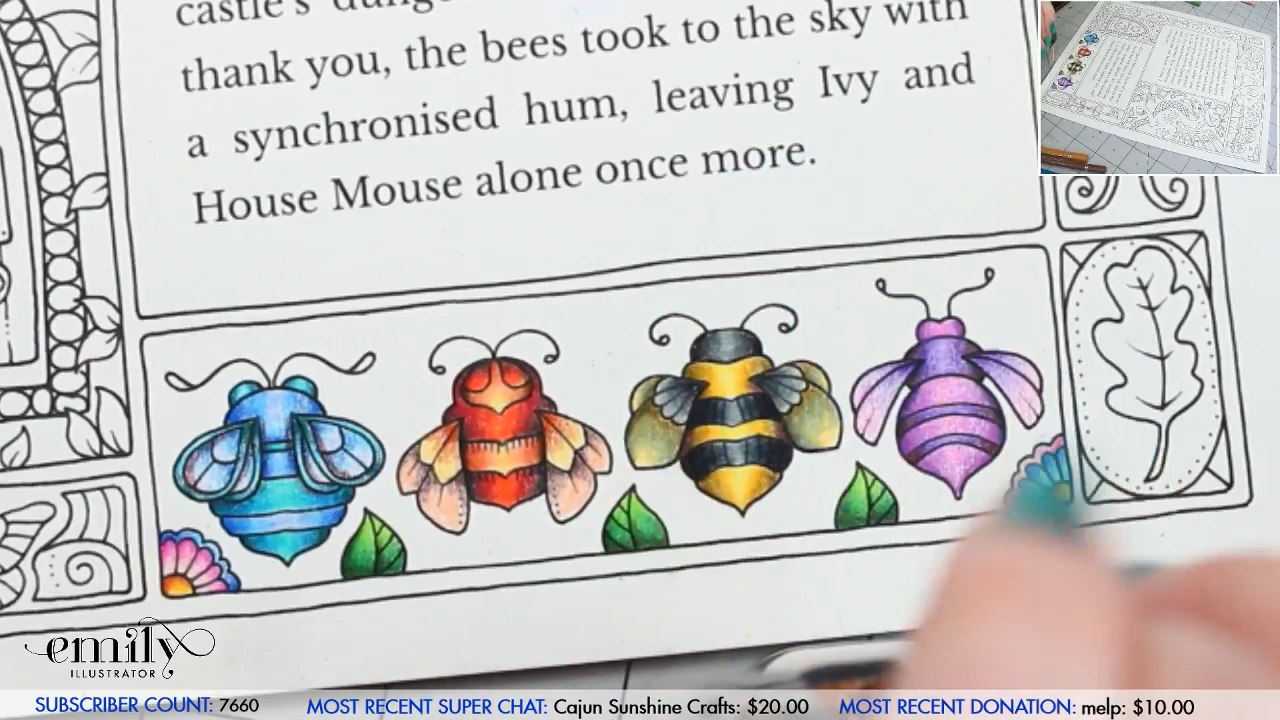 castle's
thank you, the bees took to the sky with
a synchronised hum, leaving Ivy and
House Mouse alone once more.
emily
ILLUSTRATOR
SUBSCRIBER COUNT: 7660 MOST RECENT SUPER CHAT: Cajun Sunshine Crafts: $20.00 MOST RECENT DONATION: melp: $10.00